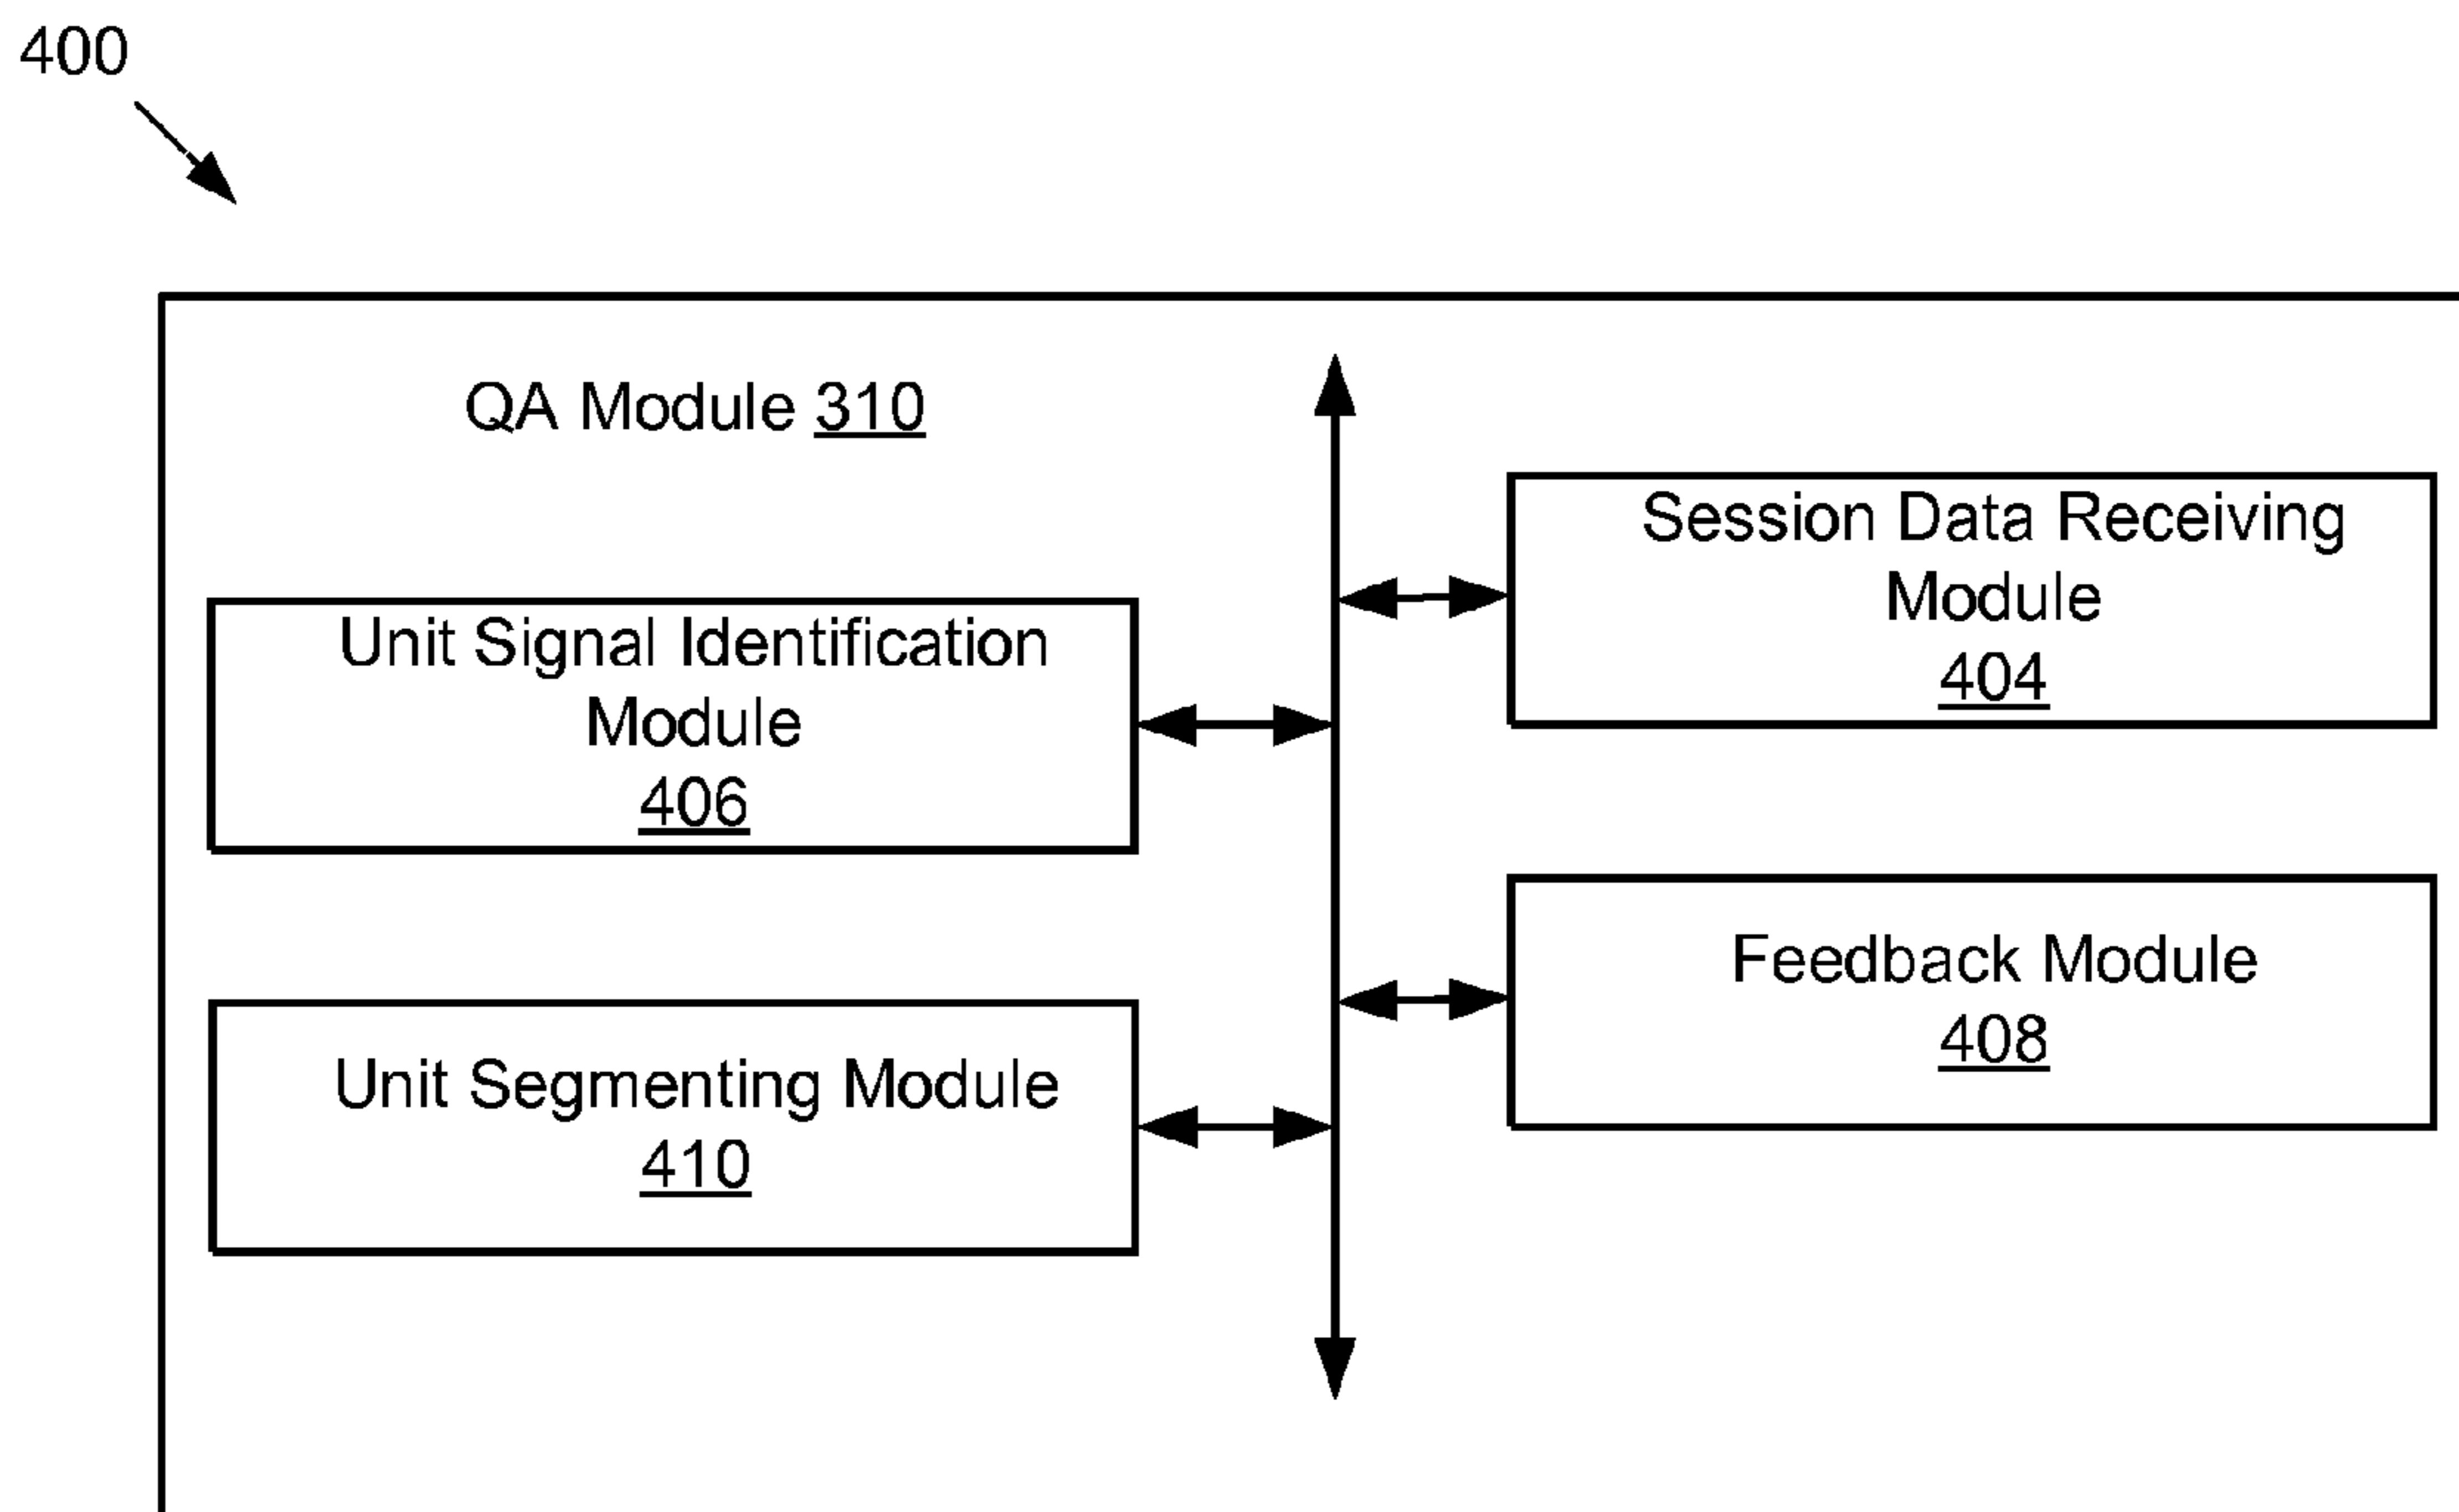 400
QA Module 310
Session Data Receiving
Module
404
Unit Signal Identification
Module
406
Feedback Module
408
Unit Segmenting Module
410